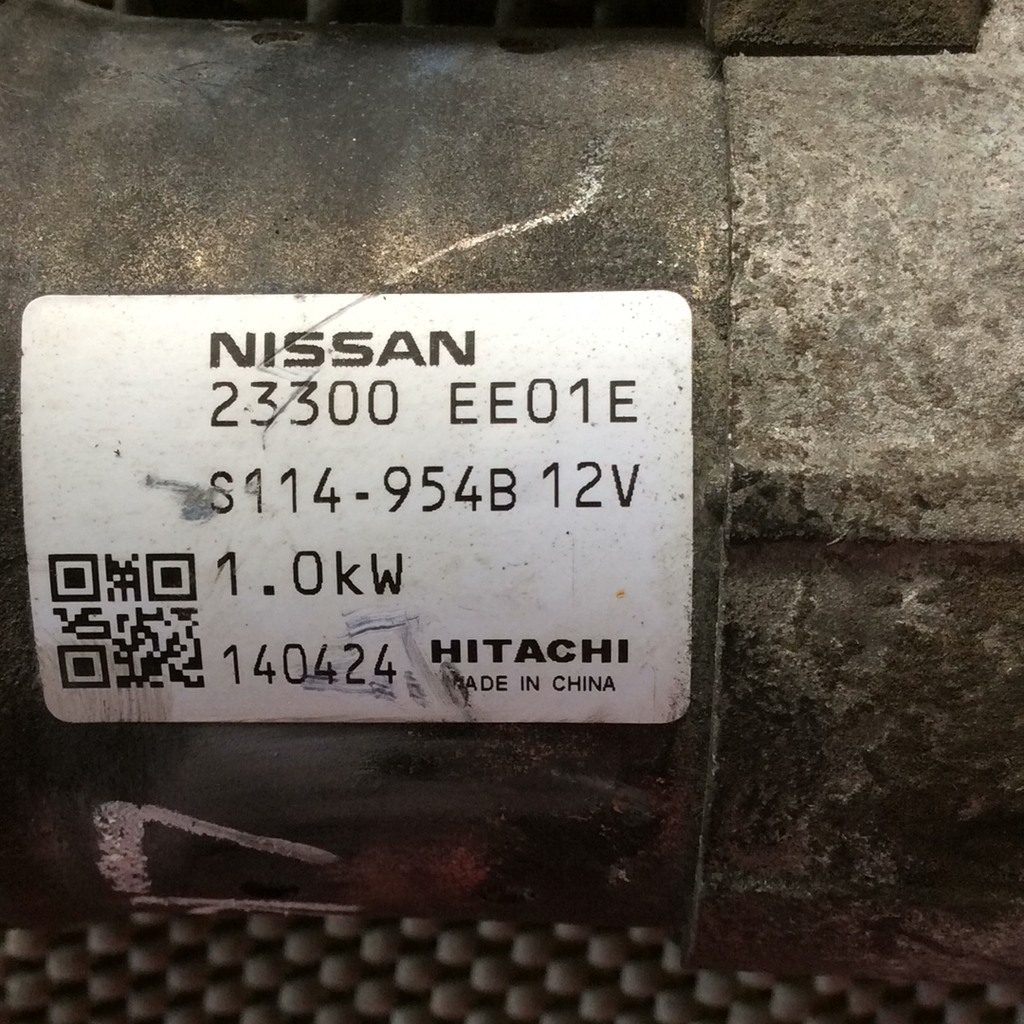 NISSAN
23300 EE01E
S114-954B 12V
1.0kW
140424 HITACHI
MADE IN CHINA